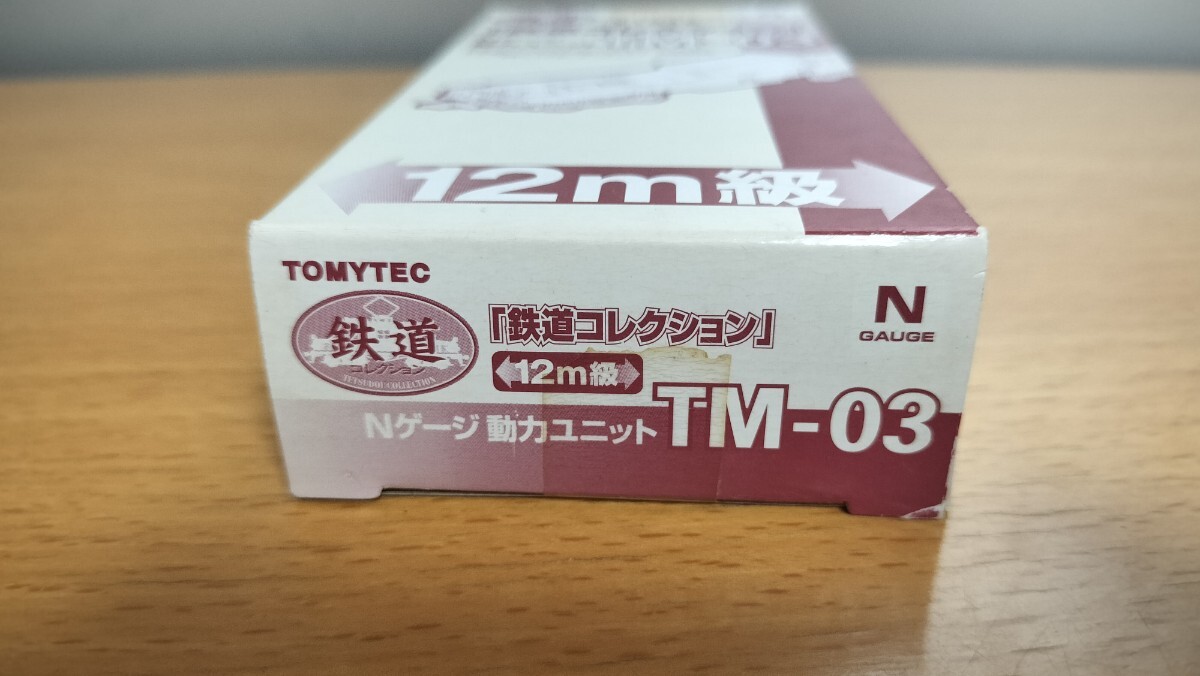 12m級
TOMYTEC
鉄道
コレクション
TETSUDOU COLLECTION
「鉄道コレクション」
12m級
N
GAUGE
Nゲージ 動力ユニット TM-03